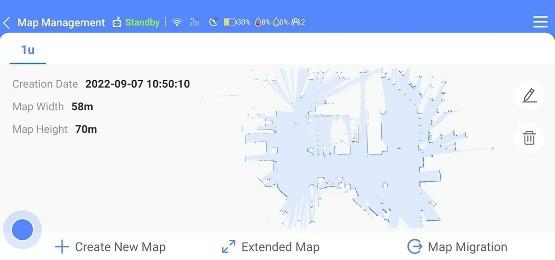 Map Management Standby 30% 8% 0% 2
1u
Creation Date 2022-09-07 10:50:10
Map Width 58m
Map Height 70m
Create New Map Extended Map Map Migration